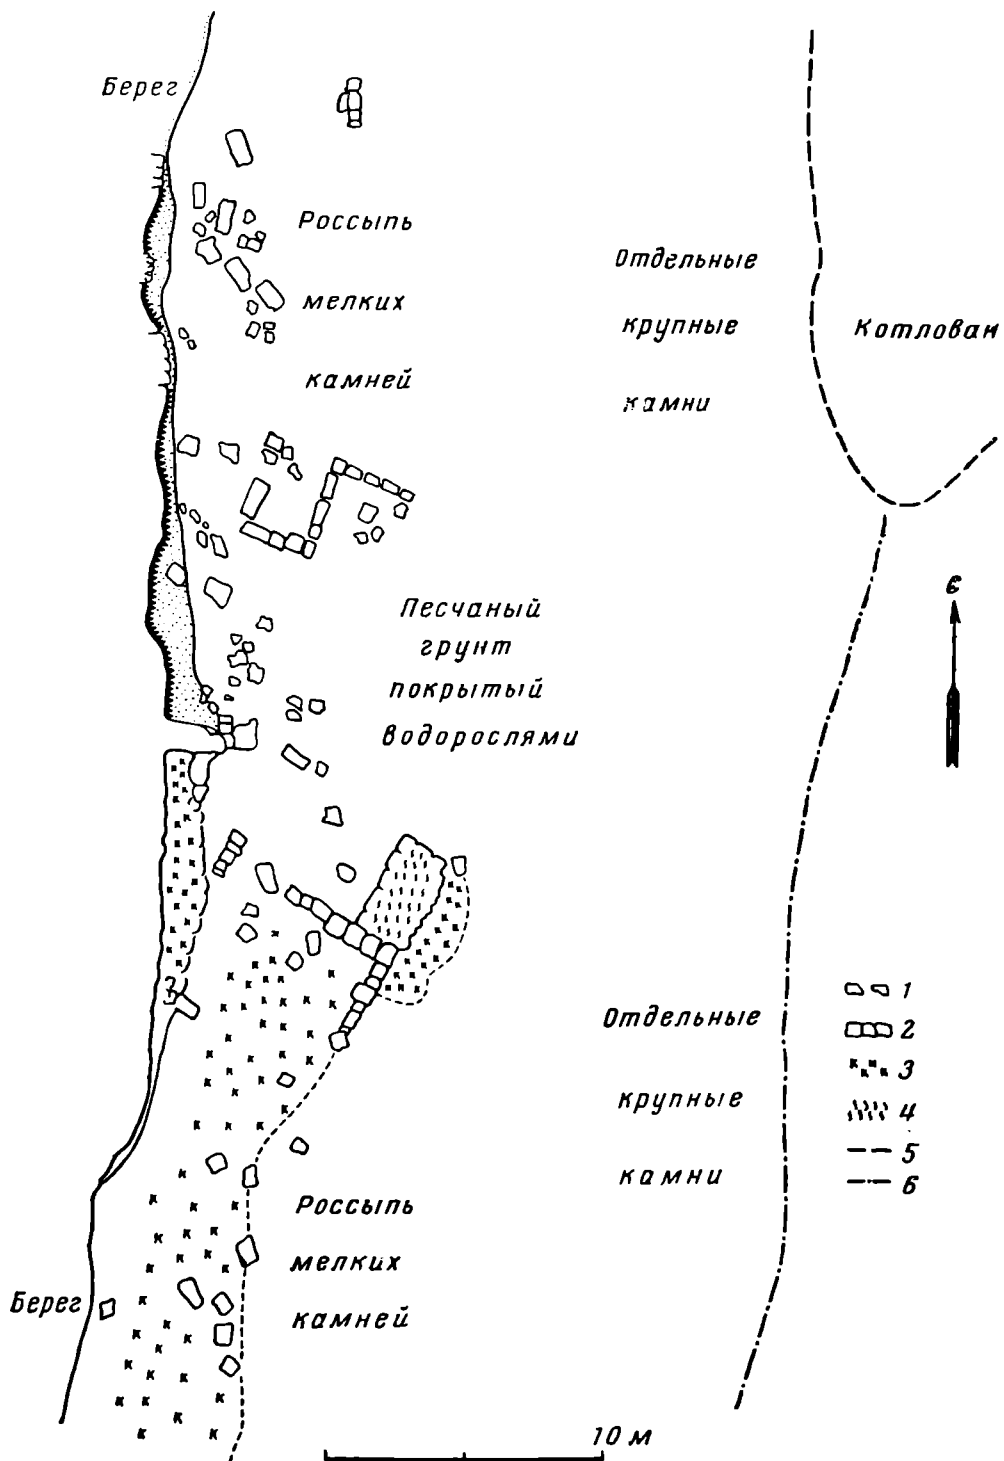 Берег
Россыпь
мелких
камней
Отдельные
крупные
камни
Котлован
Песчаный
грунт
покрытый
водорослями
с
Отдельные
крупные
камни
1
2
3
4
5
6
Россыпь
мелких
камней
Берег
10 м